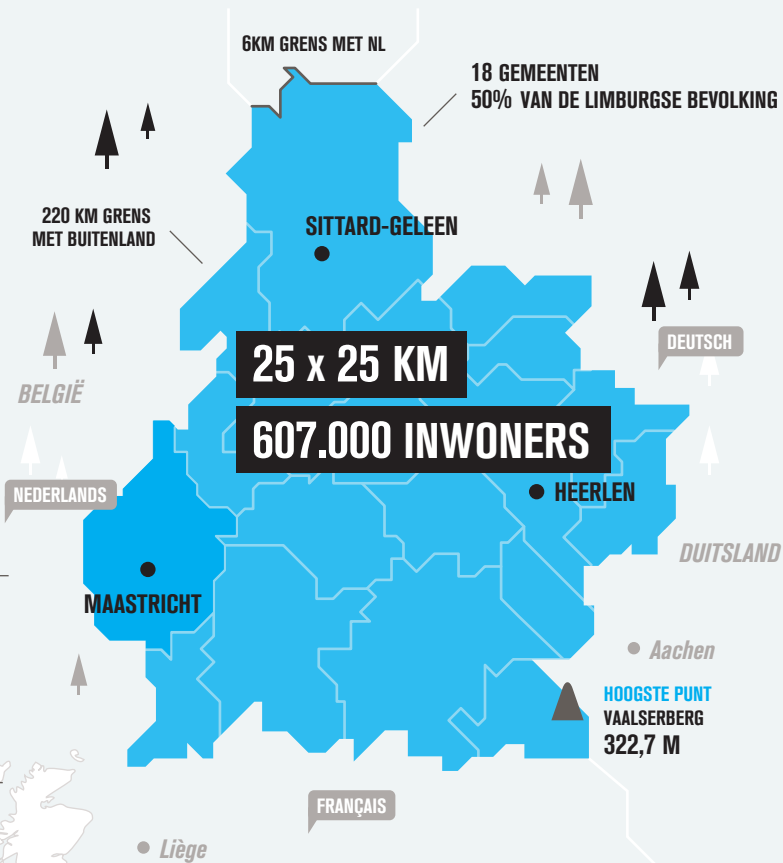 6KM GRENS MET NL
18 GEMEENTEN
50% VAN DE LIMBURGSE BEVOLKING
220 KM GRENS
MET BUITENLAND
SITTARD-GELEEN
25 x 25 KM
DEUTSCH
BELGIË
607.000 INWONERS
NEDERLANDS
HEERLEN
DUITSLAND
MAASTRICHT
Aachen
HOOGSTE PUNT
VAALSERBERG
322,7 M
FRANÇAIS
Liège